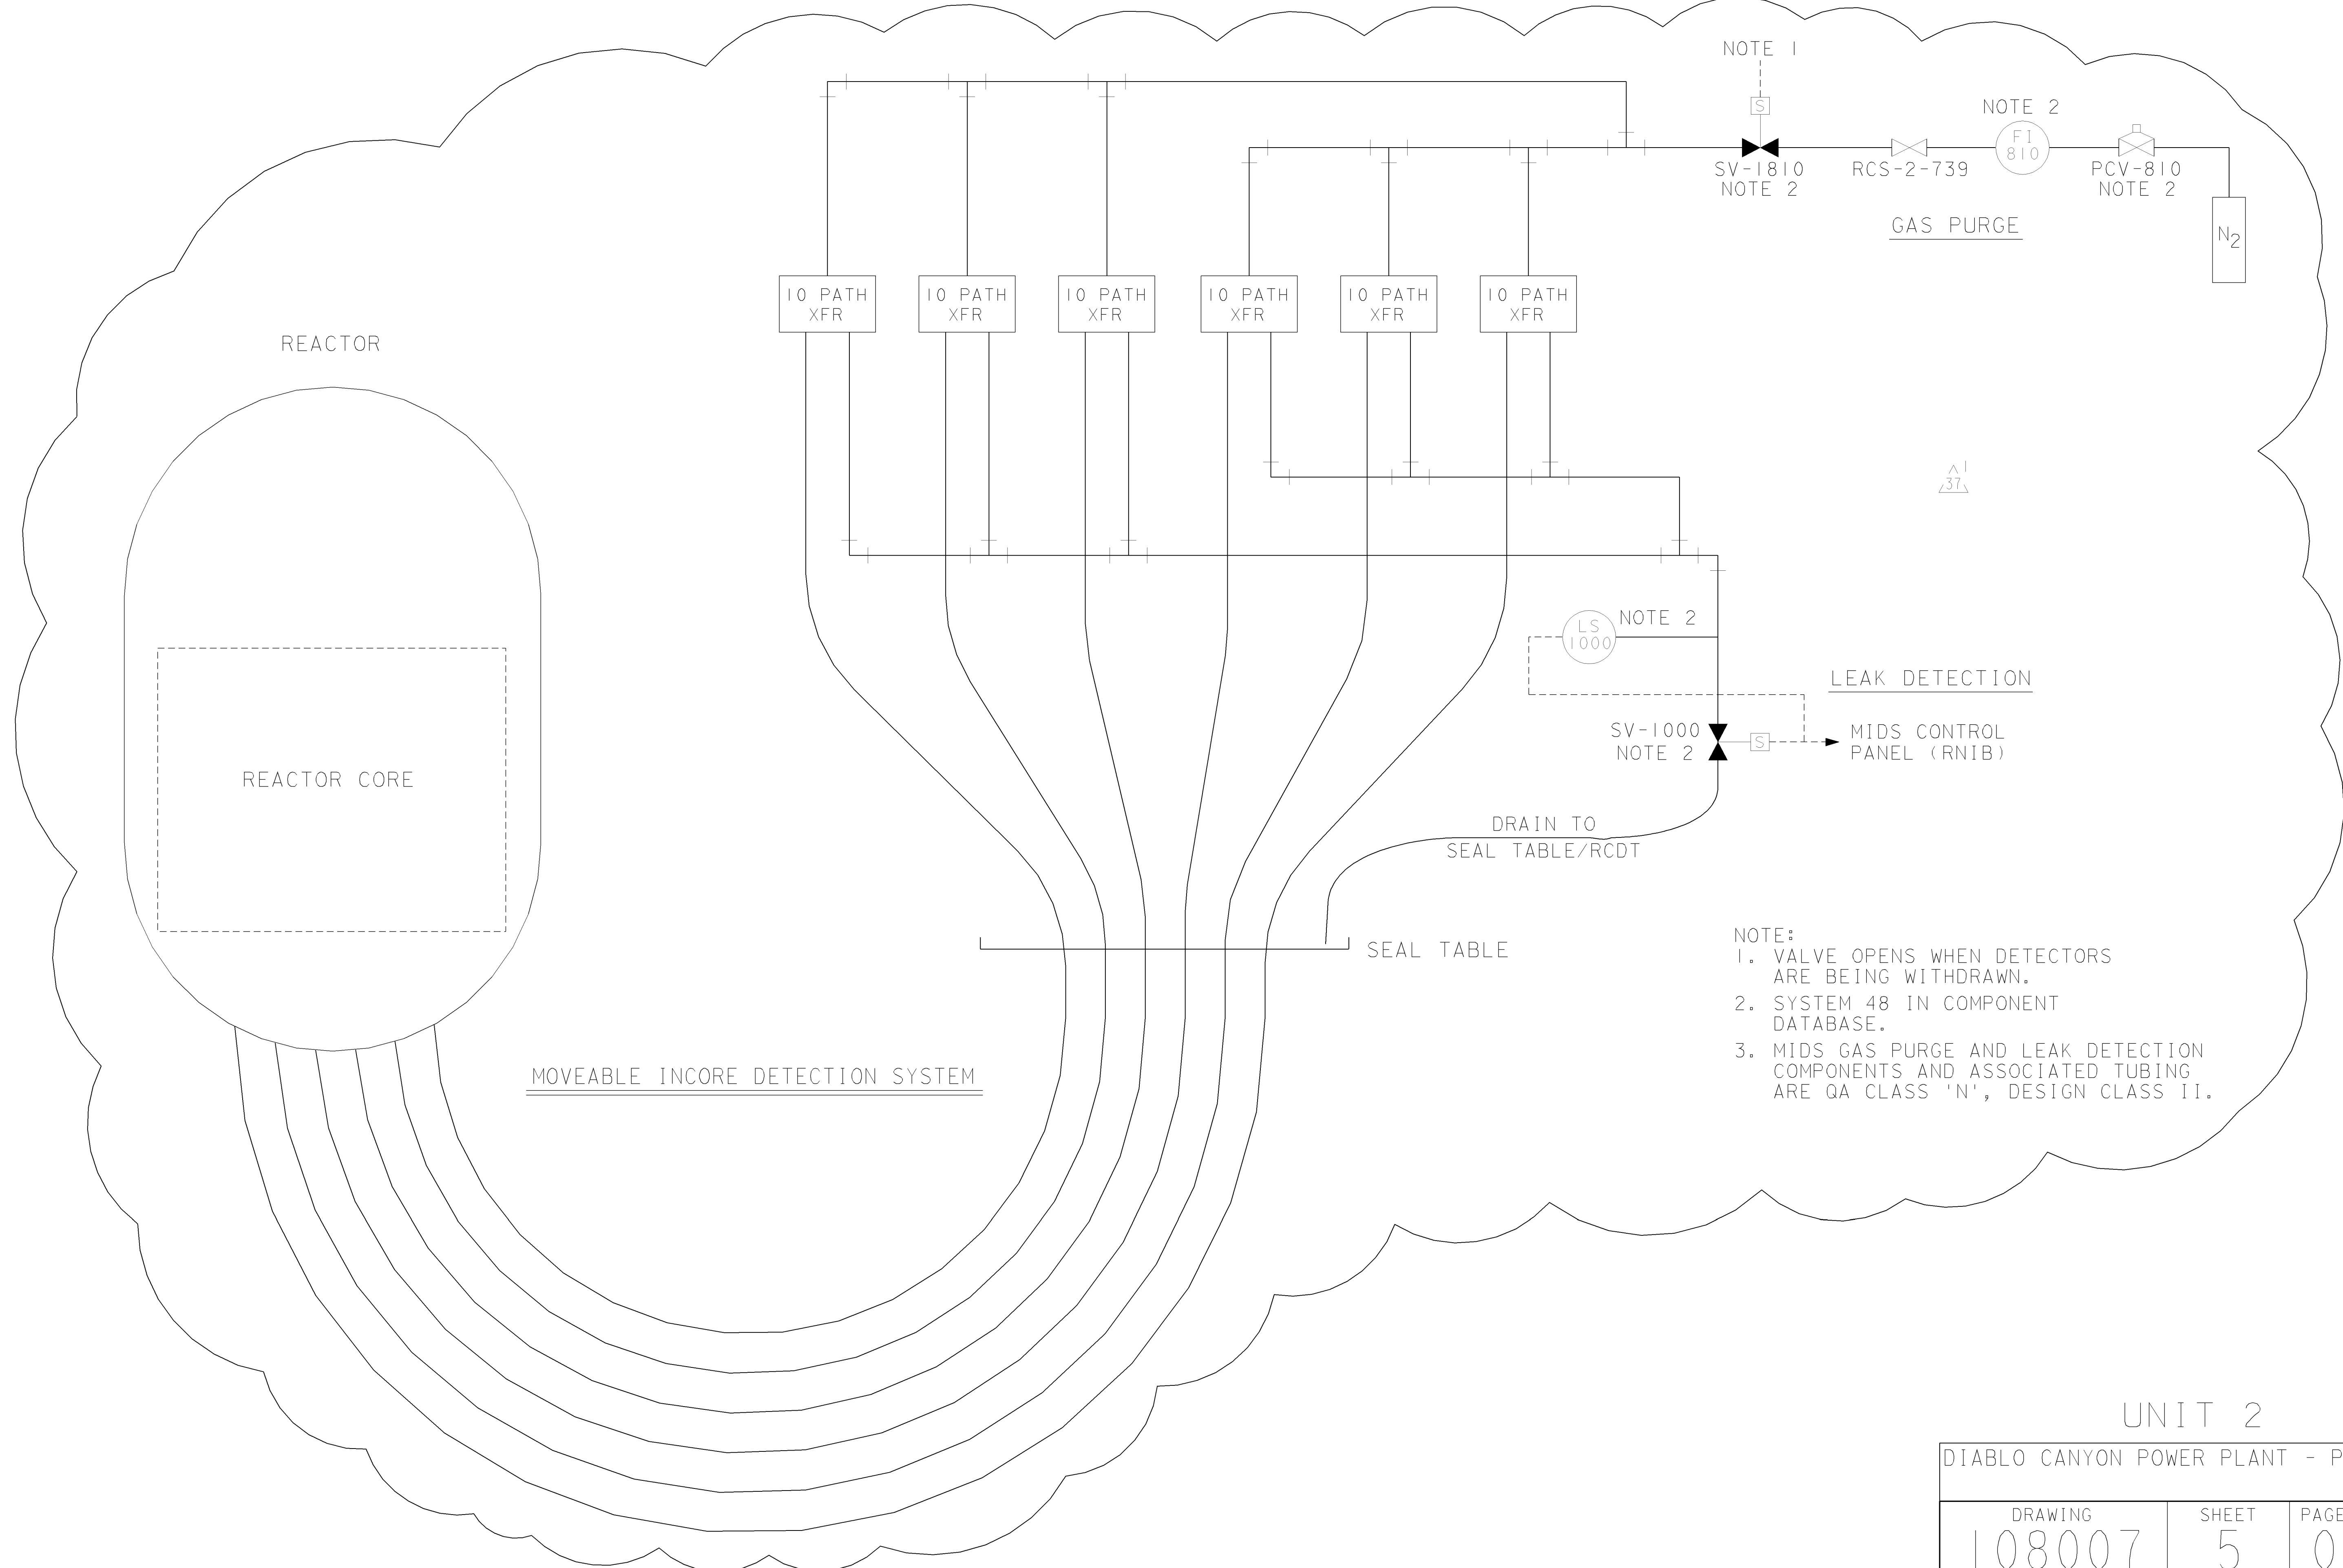 NOTE 1
S
NOTE 2
FI
810
SV-1810
NOTE 2
RCS-2-739
PCV-810
NOTE 2
GAS PURGE
N2
10 PATH
XFR
10 PATH
XFR
10 PATH
XFR
10 PATH
XFR
10 PATH
XFR
10 PATH
XFR
REACTOR
1
37
LS
1000
NOTE 2
LEAK DETECTION
SV-1000
NOTE 2
S
MIDS CONTROL
PANEL (RNIB)
REACTOR CORE
DRAIN TO
SEAL TABLE/RCDT
SEAL TABLE
NOTE:
1. VALVE OPENS WHEN DETECTORS
ARE BEING WITHDRAWN.
2. SYSTEM 48 IN COMPONENT
DATABASE.
3. MIDS GAS PURGE AND LEAK DETECTION
COMPONENTS AND ASSOCIATED TUBING
ARE QA CLASS 'N', DESIGN CLASS II.
MOVEABLE INCORE DETECTION SYSTEM
UNIT 2
DIABLO CANYON POWER PLANT - P
DRAWING
108007
SHEET
5
PAGE
0